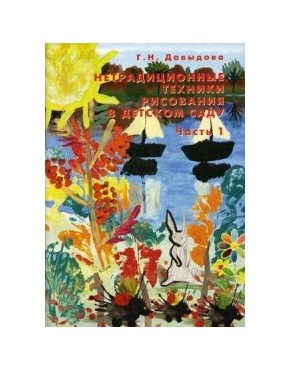 Г. Н. Давыдова
НЕТРАДИЦИОННЫЕ
ТЕХНИКИ
РИСОВАНИЯ
В ДЕТСКОМ САДУ
Часть 1